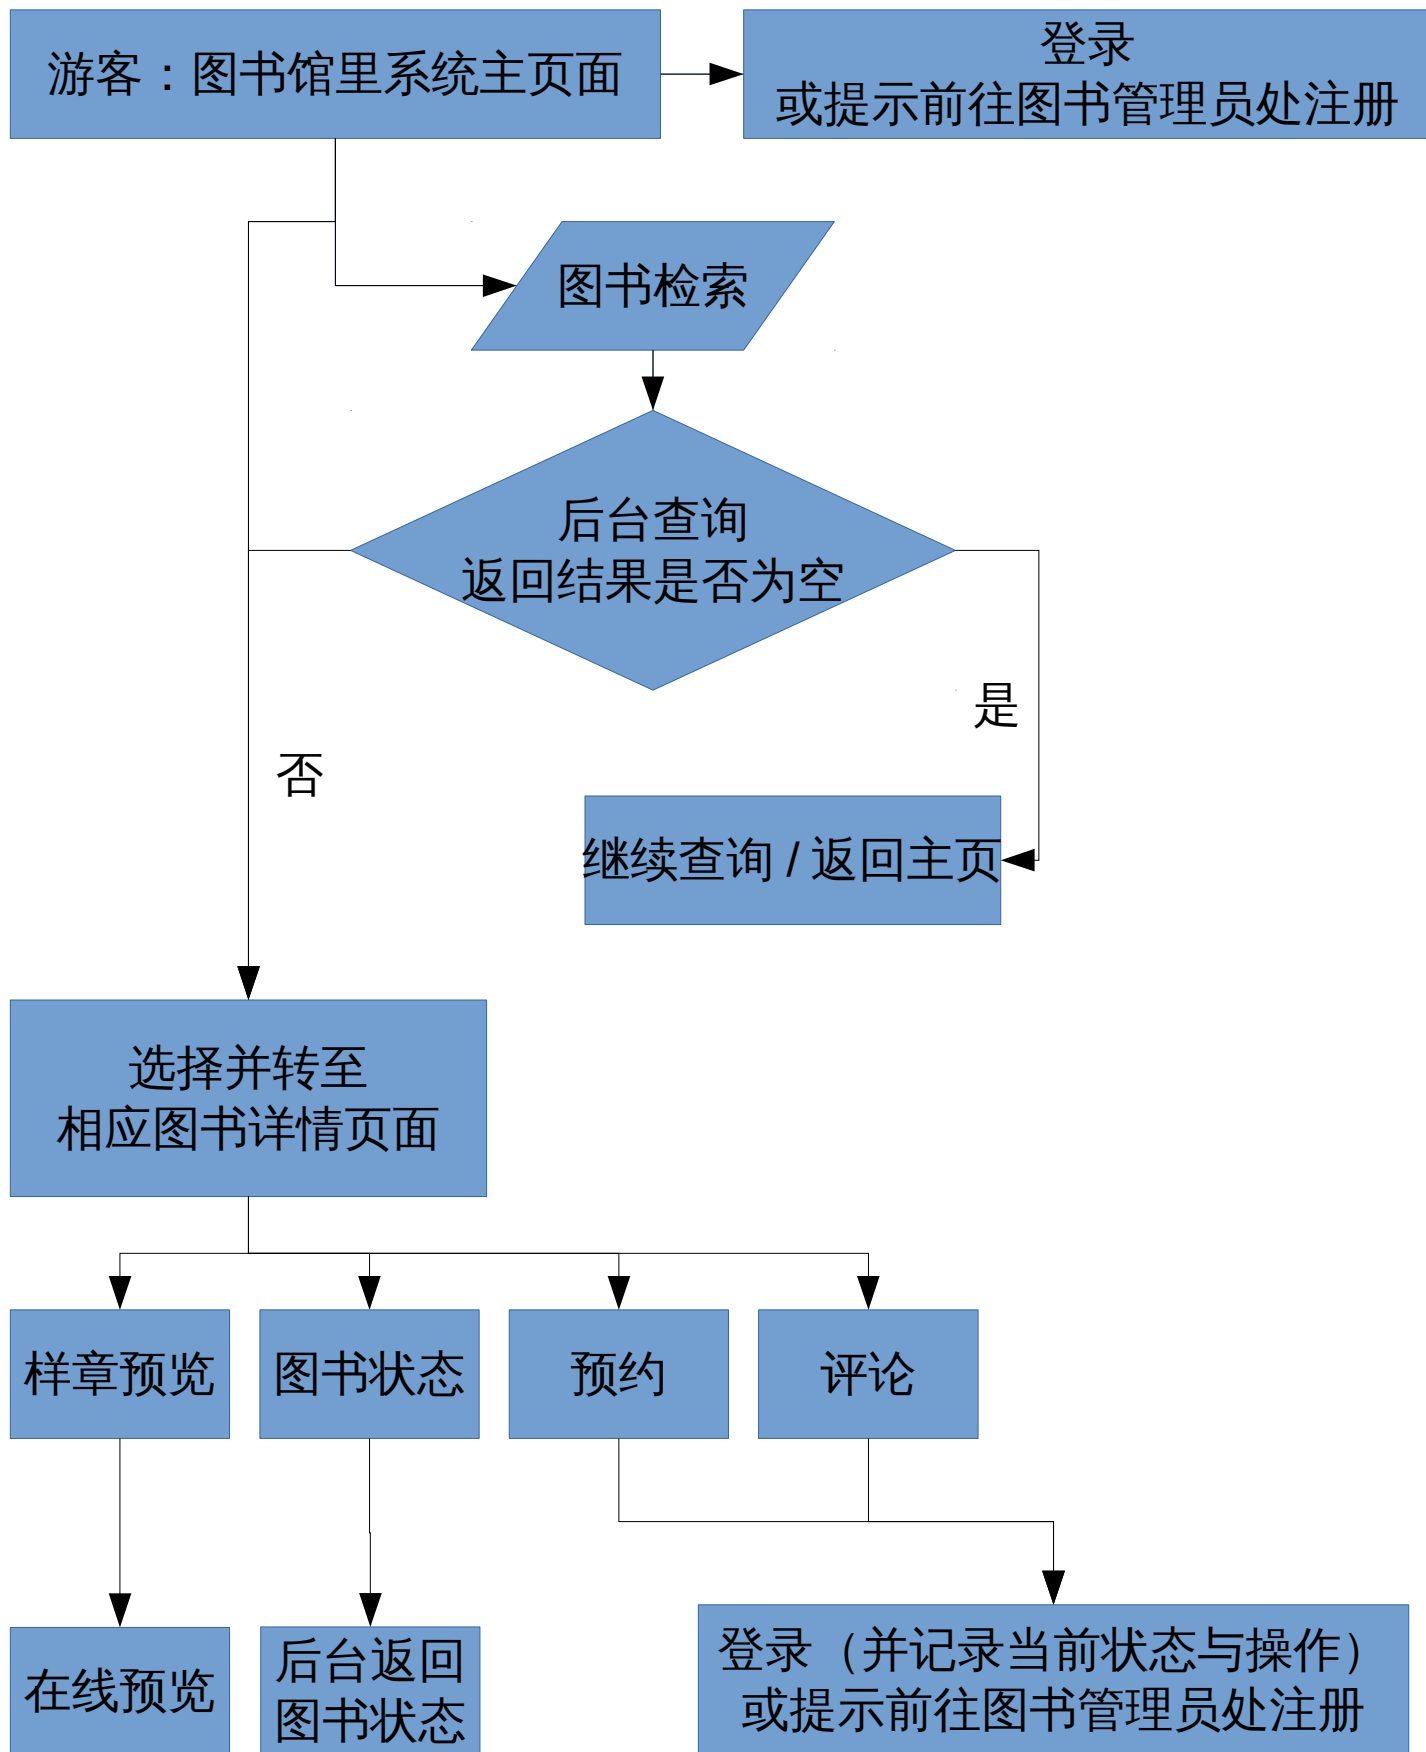 游客：图书馆里系统主页面
登录
或提示前往图书管理员处注册
图书检索
后台查询
返回结果是否为空
是
否
继续查询 / 返回主页
选择并转至
相应图书详情页面
样章预览
图书状态
预约
评论
在线预览
后台返回
图书状态
登录（并记录当前状态与操作）
或提示前往图书管理员处注册